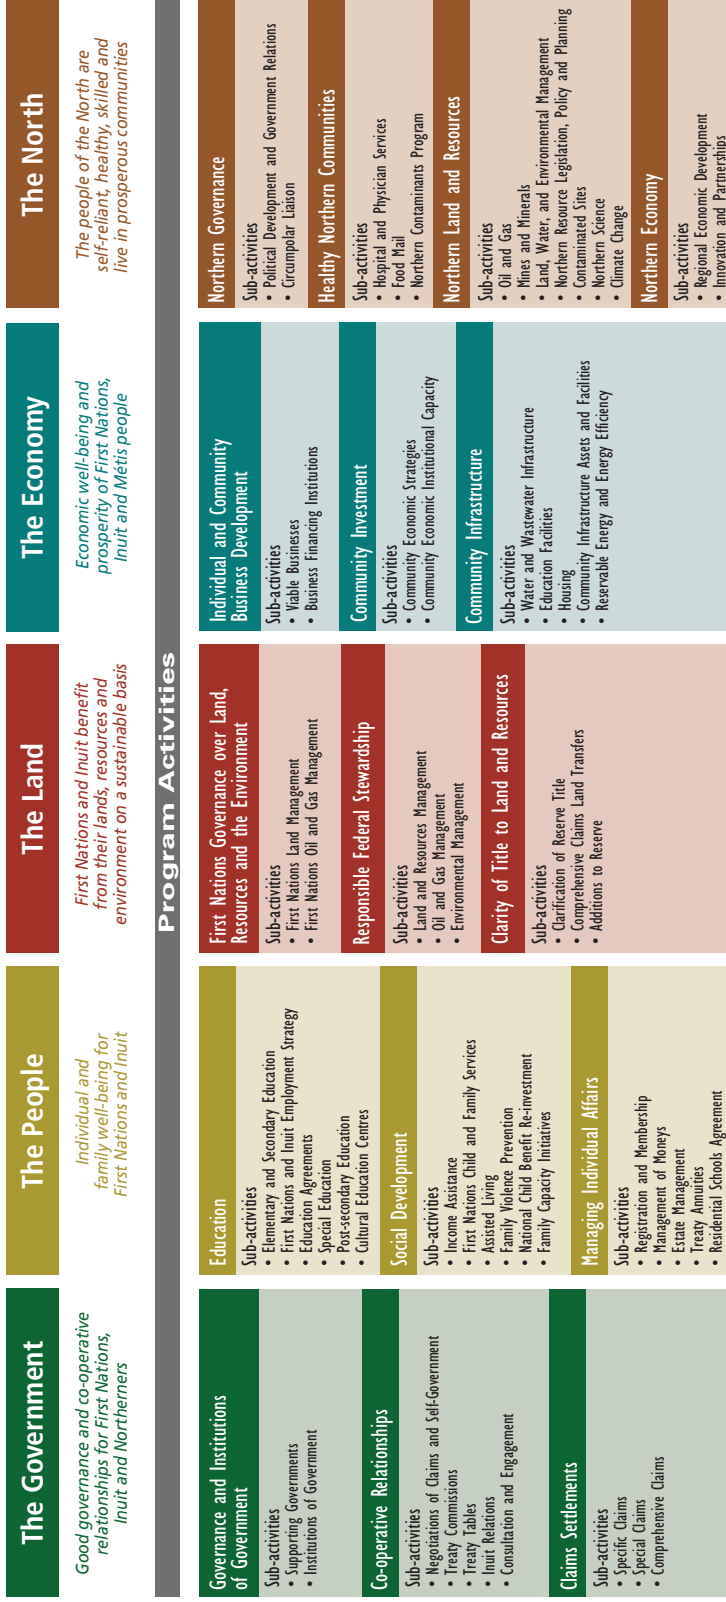 The Government
Good governance and co-operative
relationships for First Nations,
Inuit and Northerners
The People
Individual and
family well-being for
First Nations and Inuit
The Land
First Nations and Inuit benefit
from their lands, resources and
environment on a sustainable basis
The Economy
Economic well-being and
prosperity of First Nations,
Inuit and Métis people
The North
The people of the North are
self-reliant, healthy, skilled and
live in prosperous communities
Program Activities
Governance and Institutions
of Government
Sub-activities
• Supporting Governments
• Institutions of Government
Co-operative Relationships
Sub-activities
• Negotiations of Claims and Self-Government
• Treaty Commissions
• Treaty Tables
• Inuit Relations
• Consultation and Engagement
Claims Settlements
Sub-activities
• Specific Claims
• Special Claims
• Comprehensive Claims
Education
Sub-activities
• Elementary and Secondary Education
• First Nations and Inuit Employment Strategy
• Education Agreements
• Special Education
• Post-secondary Education
• Cultural Education Centres
Social Development
Sub-activities
• Income Assistance
• First Nations Child and Family Services
• Assisted Living
• Family Violence Prevention
• National Child Benefit Re-investment
• Family Capacity Initiatives
Managing Individual Affairs
Sub-activities
• Registration and Membership
• Management of Moneys
• Estate Management
• Treaty Annuities
• Residential Schools Agreement
First Nations Governance over Land,
Resources and the Environment
Sub-activities
• First Nations Land Management
• First Nations Oil and Gas Management
Responsible Federal Stewardship
Sub-activities
• Land and Resources Management
• Oil and Gas Management
• Environmental Management
Clarity of Title to Land and Resources
Sub-activities
• Clarification of Reserve Title
• Comprehensive Claims Land Transfers
• Additions to Reserve
Individual and Community
Business Development
Sub-activities
• Viable Businesses
• Business Financing Institutions
Community Investment
Sub-activities
• Community Economic Strategies
• Community Economic Institutional Capacity
Community Infrastructure
Sub-activities
• Water and Wastewater Infrastructure
• Education Facilities
• Housing
• Community Infrastructure Assets and Facilities
• Reservable Energy and Energy Efficiency
Northern Governance
Sub-activities
• Political Development and Government Relations
• Circumpolar Liaison
Healthy Northern Communities
Sub-activities
• Hospital and Physician Services
• Food Mail
• Northern Contaminants Program
Northern Land and Resources
Sub-activities
• Oil and Gas
• Mines and Minerals
• Land, Water, and Environmental Management
• Northern Resource Legislation, Policy and Planning
• Contaminated Sites
• Northern Science
• Climate Change
Northern Economy
Sub-activities
• Regional Economic Development
• Innovation and Partnerships